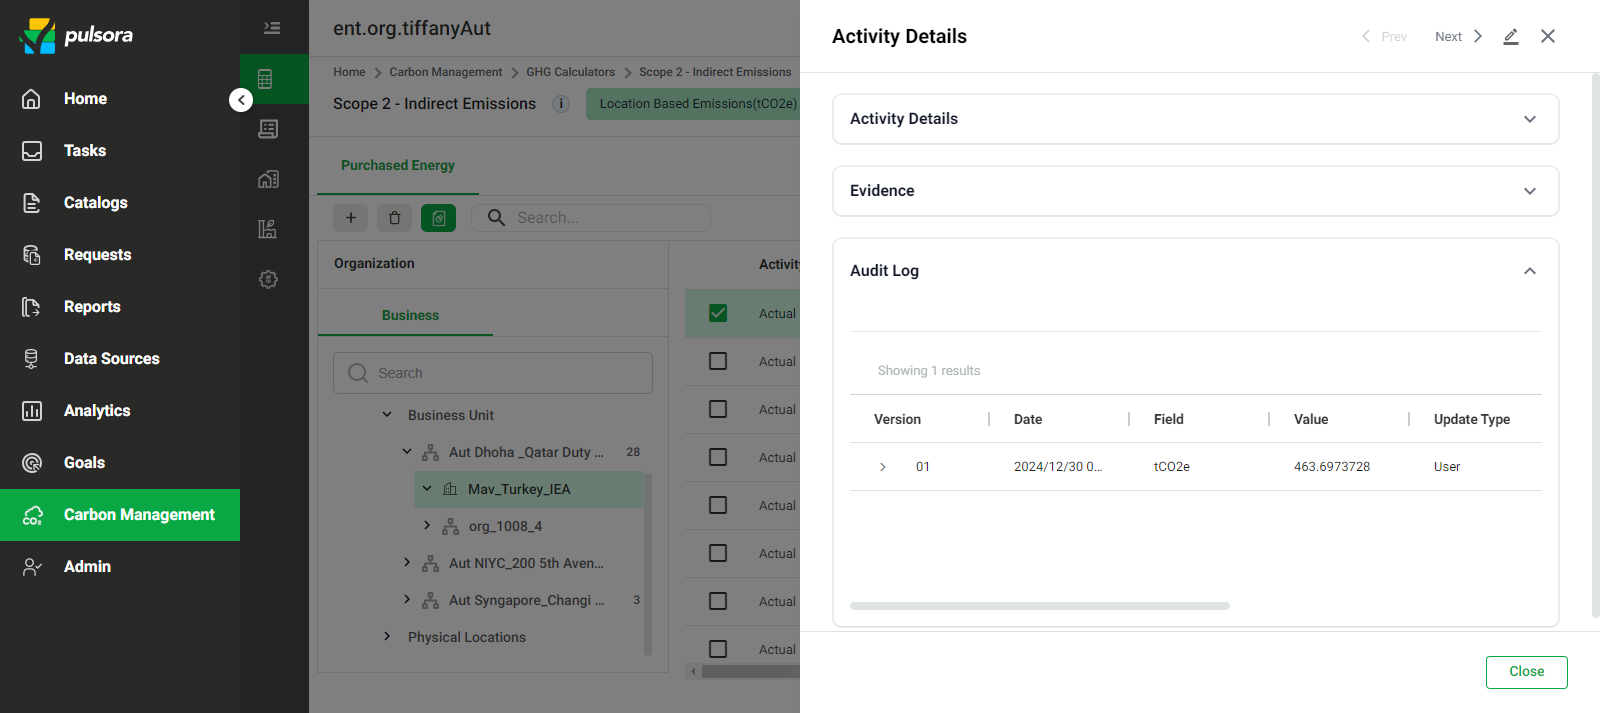 pulsora
Home
Tasks
Catalogs
Requests
Reports
Data Sources
Analytics
Goals
CO2
Carbon Management
Admin
ent.org.tiffanyAut
Home > Carbon Management > GHG Calculators > Scope 2 - Indirect Emissions
Scope 2 - Indirect Emissions i Location Based Emissions(tCO2e)
Purchased Energy
+ Search...
Organization
Business
Search
Business Unit
Aut Dhoha _Qatar Duty ... 28
Mav_Turkey_IEA
org_1008_4
Aut NIYC_200 5th Aven...
Aut Syngapore_Changi ... 3
Physical Locations
Activity
Actual
Actual
Actual
Actual
Actual
Actual
Actual
Actual
Activity Details
Prev Next
Activity Details
Evidence
Audit Log
Showing 1 results
Version Date Field Value Update Type
01 2024/12/30 0... tCO2e 463.6973728 User
Close